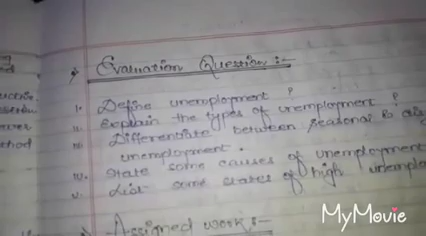 Evaluation Question :-
i. Define unemployment ?
ii. Explain the types of unemployment ?
iii. Differentiate between seasonal &
unemployment .
iv. State some causes of unemployment
v. List some states of high
Assigned work :-
MyMovie